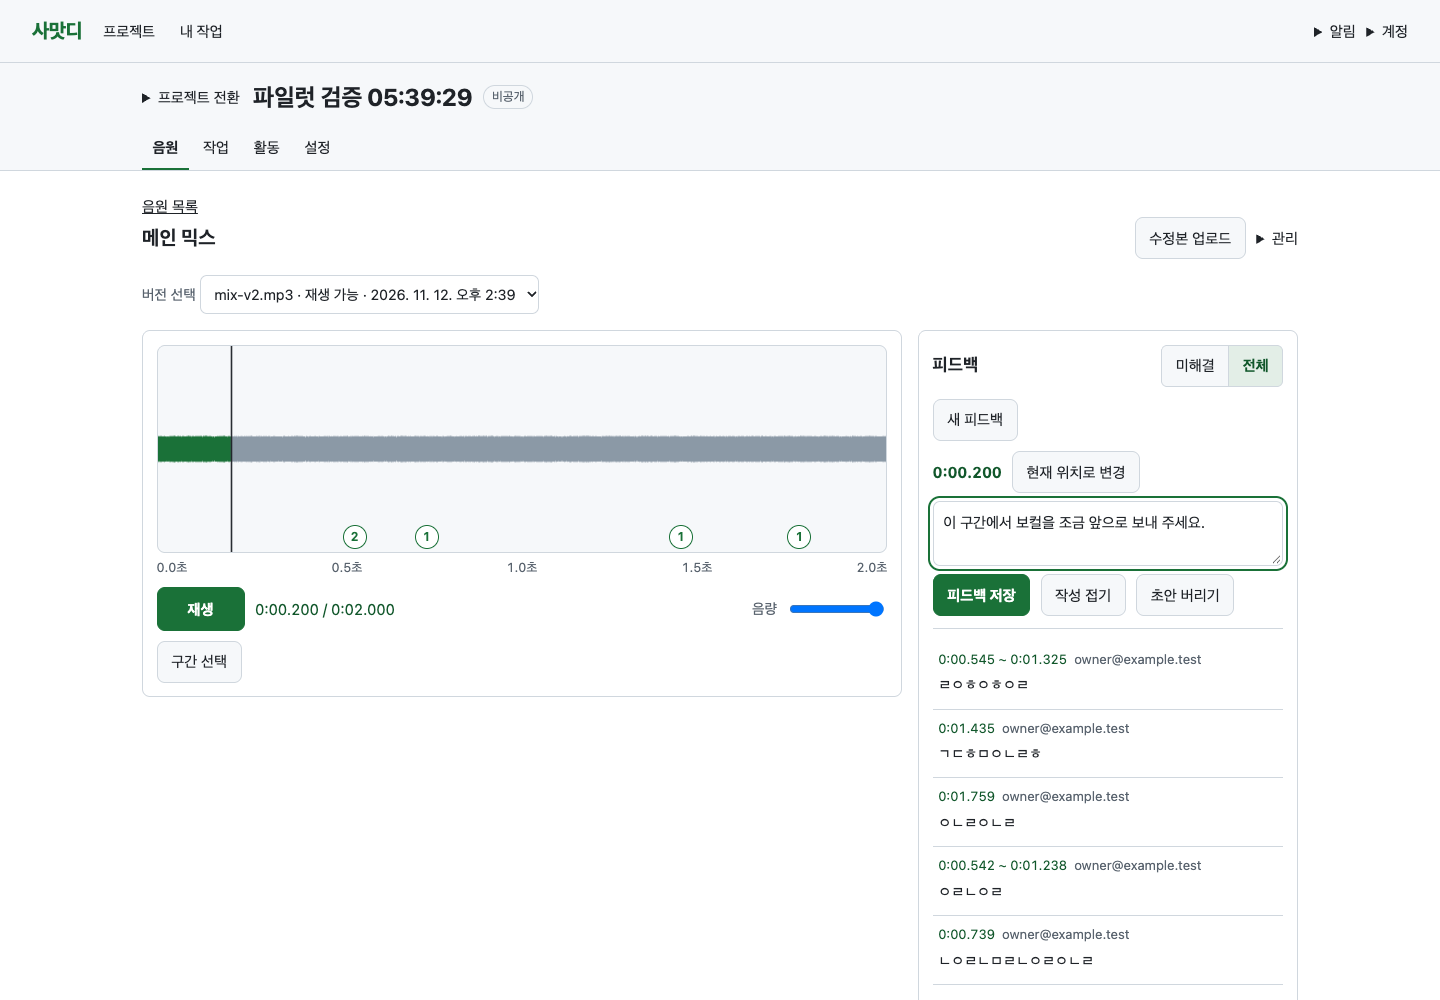 사맛디 프로젝트 내 작업 ▶ 알림 ▶ 계정
▶ 프로젝트 전환 파일럿 검증 05:39:29 비공개
음원 작업 활동 설정
음원 목록
메인 믹스
수정본 업로드 ▶ 관리
버전 선택 mix-v2.mp3 · 재생 가능 · 2026. 11. 12. 오후 2:39
2 1 1 1
0.0초 0.5초 1.0초 1.5초 2.0초
재생 0:00.200 / 0:02.000 음량
구간 선택
피드백 미해결 전체
새 피드백
0:00.200 현재 위치로 변경
이 구간에서 보컬을 조금 앞으로 보내 주세요.
피드백 저장 작성 접기 초안 버리기
0:00.545 ~ 0:01.325 owner@example.test
ㄹㅇㅎㅇㅎㅇㄹ
0:01.435 owner@example.test
ㄱㄷㅎㅁㅇㄴㄹㅎ
0:01.759 owner@example.test
ㅇㄴㄹㅇㄴㄹ
0:00.542 ~ 0:01.238 owner@example.test
ㅇㄹㄴㅇㄹ
0:00.739 owner@example.test
ㄴㅇㄹㄴㅁㄹㄴㅇㄹㅇㄴㄹ